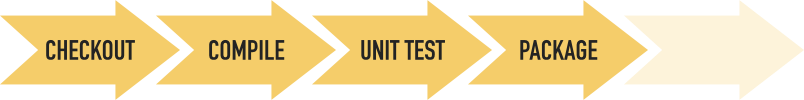 CHECKOUT
COMPILE
UNIT TEST
PACKAGE